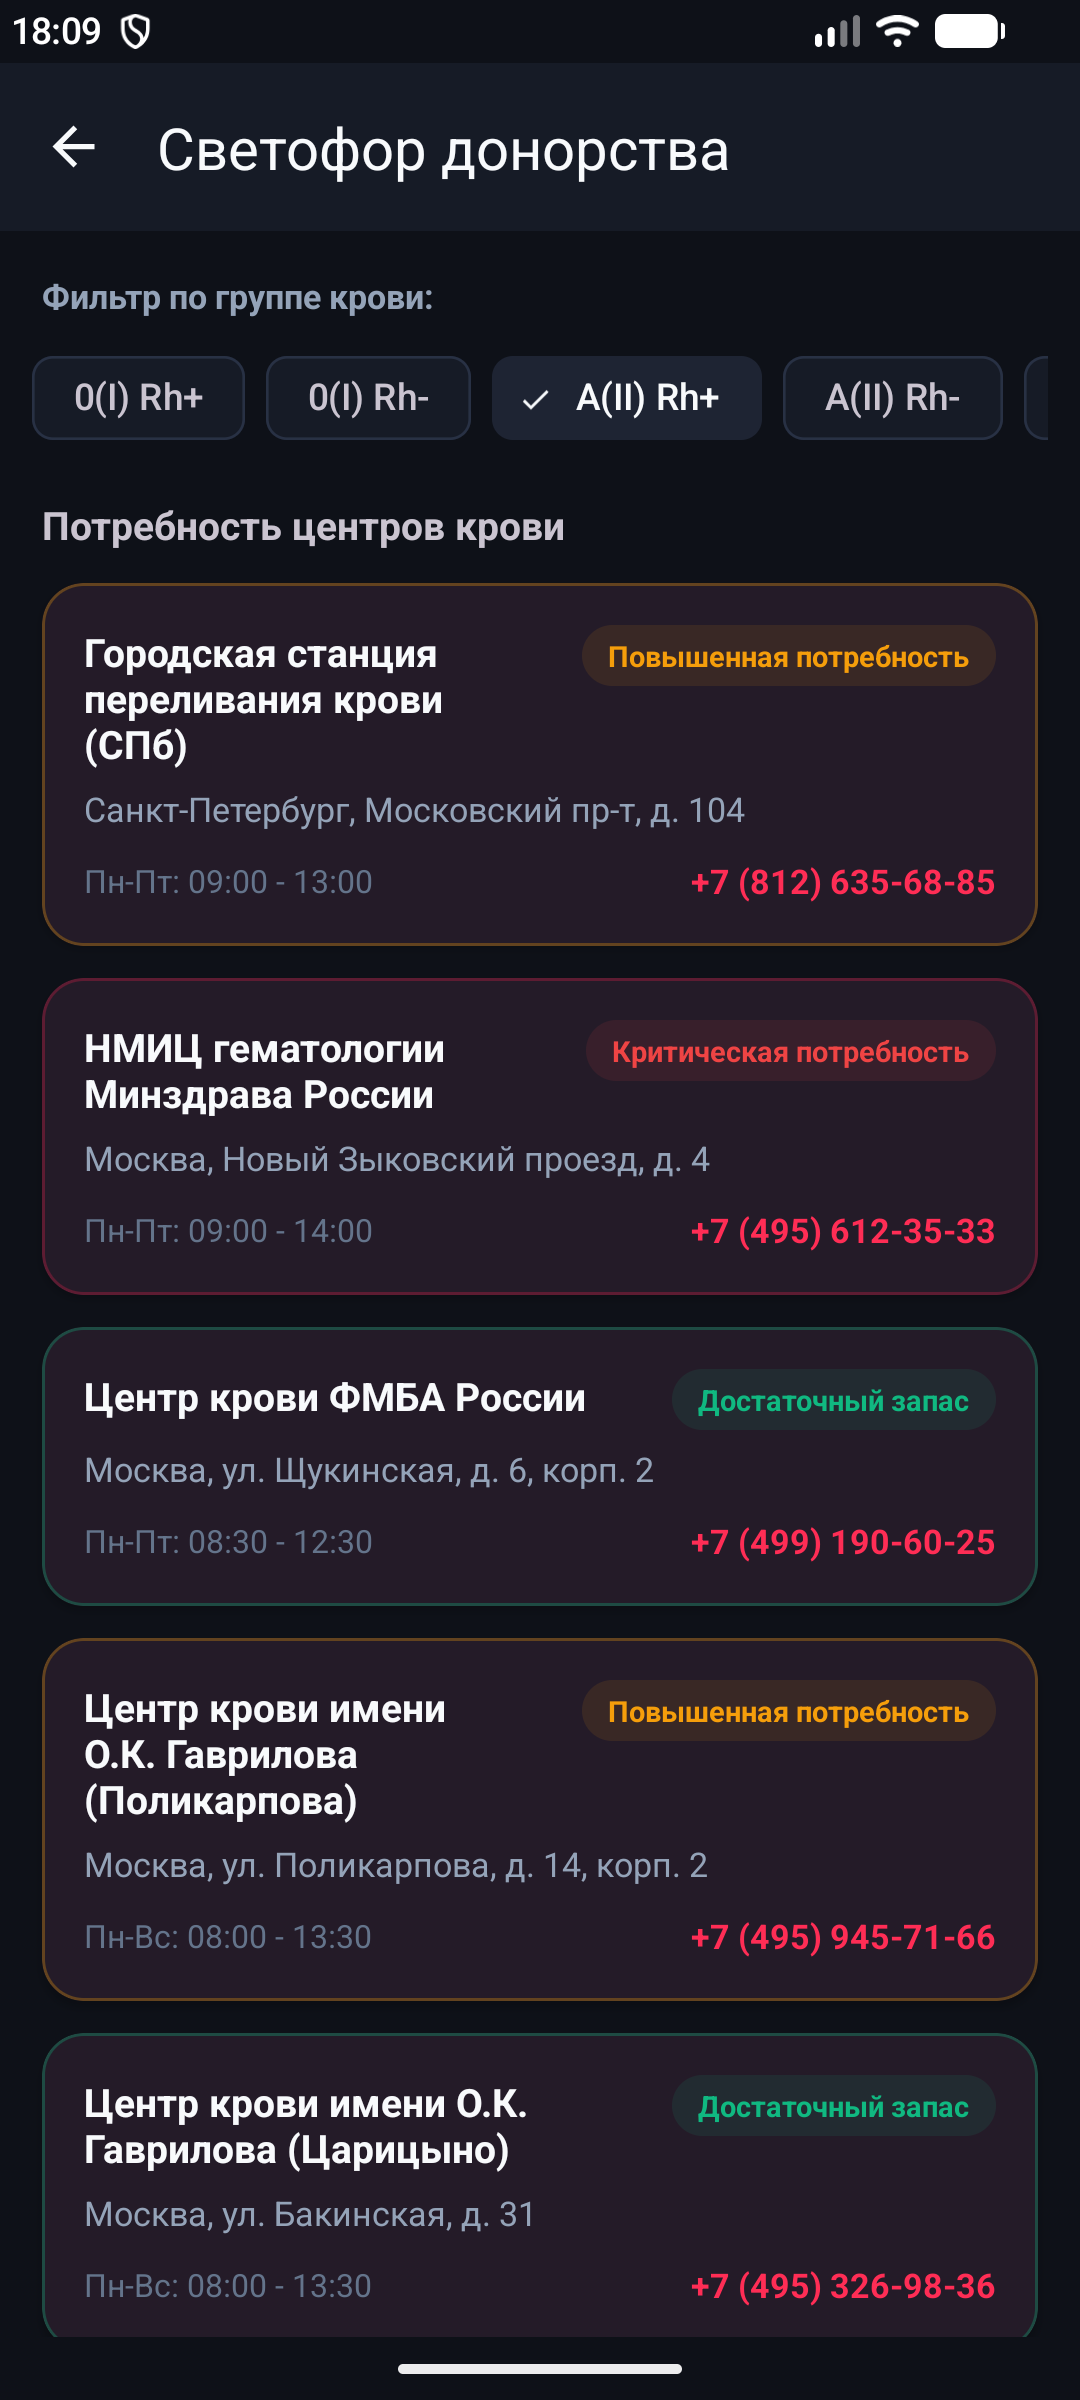 18:09
Светофор донорства
Фильтр по группе крови:
0(I) Rh+
0(I) Rh-
A(II) Rh+
A(II) Rh-
Потребность центров крови
Городская станция
переливания крови
(СПб)
Повышенная потребность
Санкт-Петербург, Московский пр-т, д. 104
Пн-Пт: 09:00 - 13:00
+7 (812) 635-68-85
НМИЦ гематологии
Минздрава России
Критическая потребность
Москва, Новый Зыковский проезд, д. 4
Пн-Пт: 09:00 - 14:00
+7 (495) 612-35-33
Центр крови ФМБА России
Достаточный запас
Москва, ул. Щукинская, д. 6, корп. 2
Пн-Пт: 08:30 - 12:30
+7 (499) 190-60-25
Центр крови имени
О.К. Гаврилова
(Поликарпова)
Повышенная потребность
Москва, ул. Поликарпова, д. 14, корп. 2
Пн-Вс: 08:00 - 13:30
+7 (495) 945-71-66
Центр крови имени О.К.
Гаврилова (Царицыно)
Достаточный запас
Москва, ул. Бакинская, д. 31
Пн-Вс: 08:00 - 13:30
+7 (495) 326-98-36